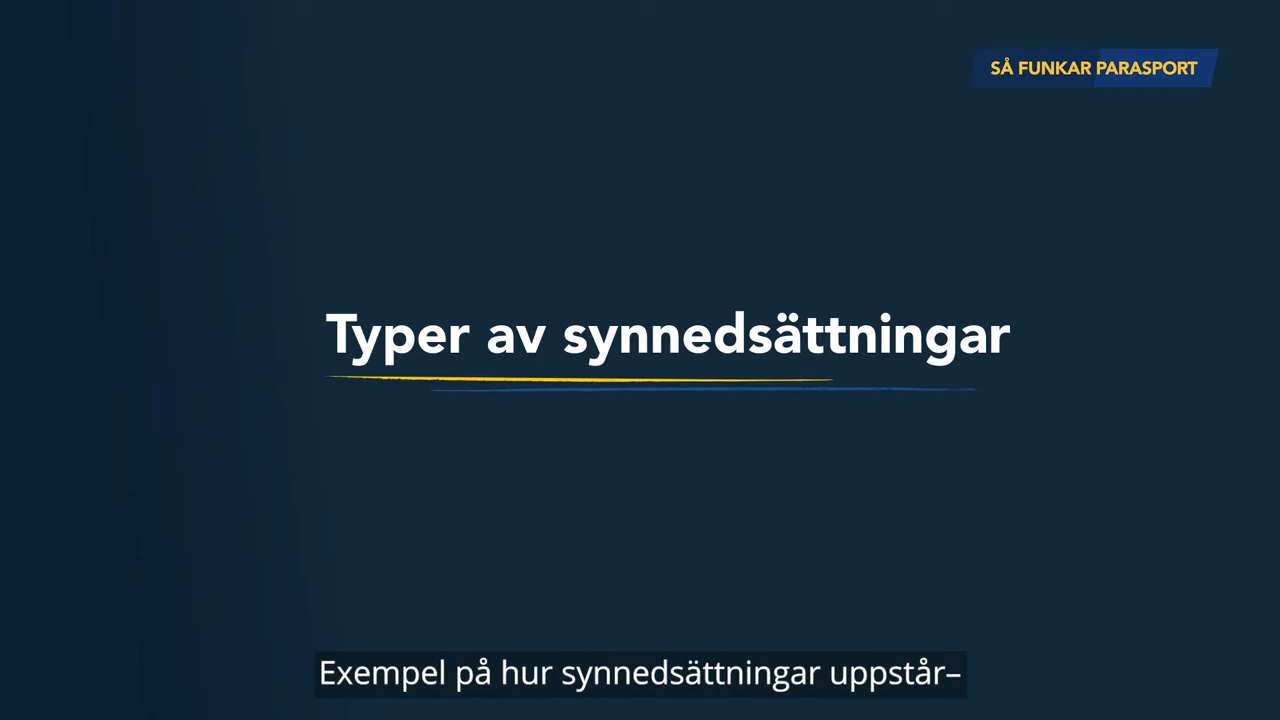 SÅ FUNKAR PARASPORT
Typer av synnedsättningar
Exempel på hur synnedsättningar uppstår–